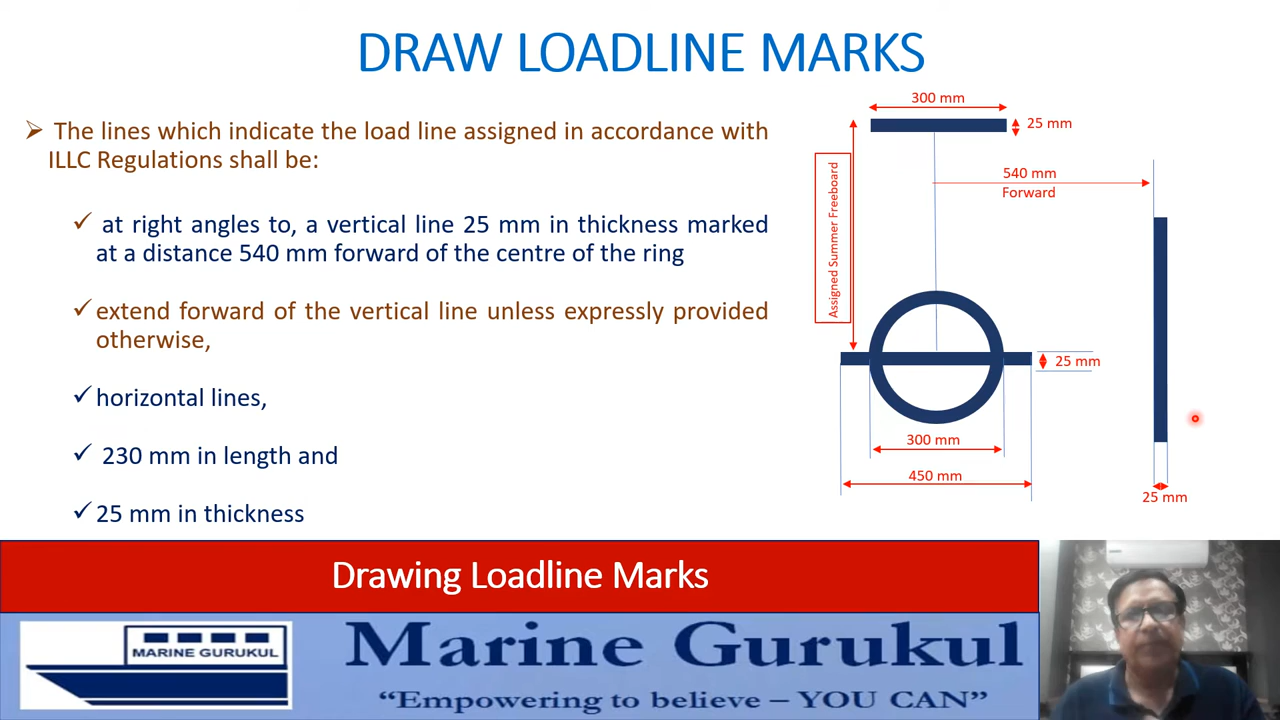 DRAW LOADLINE MARKS
➢ The lines which indicate the load line assigned in accordance with
ILLC Regulations shall be:
✓ at right angles to, a vertical line 25 mm in thickness marked
at a distance 540 mm forward of the centre of the ring
✓ extend forward of the vertical line unless expressly provided
otherwise,
✓ horizontal lines,
✓ 230 mm in length and
✓ 25 mm in thickness
300 mm
25 mm
Assigned Summer Freeboard
540 mm
Forward
25 mm
300 mm
450 mm
25 mm
Drawing Loadline Marks
MARINE GURUKUL
Marine Gurukul
“Empowering to believe – YOU CAN”